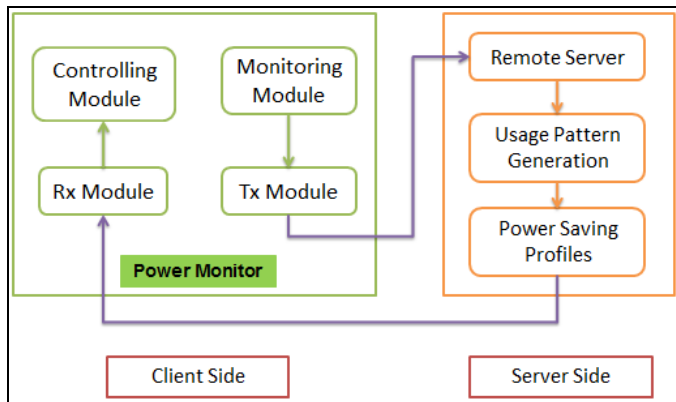 Controlling
Module
Monitoring
Module
Rx Module
Tx Module
Power Monitor
Remote Server
Usage Pattern
Generation
Power Saving
Profiles
Client Side
Server Side